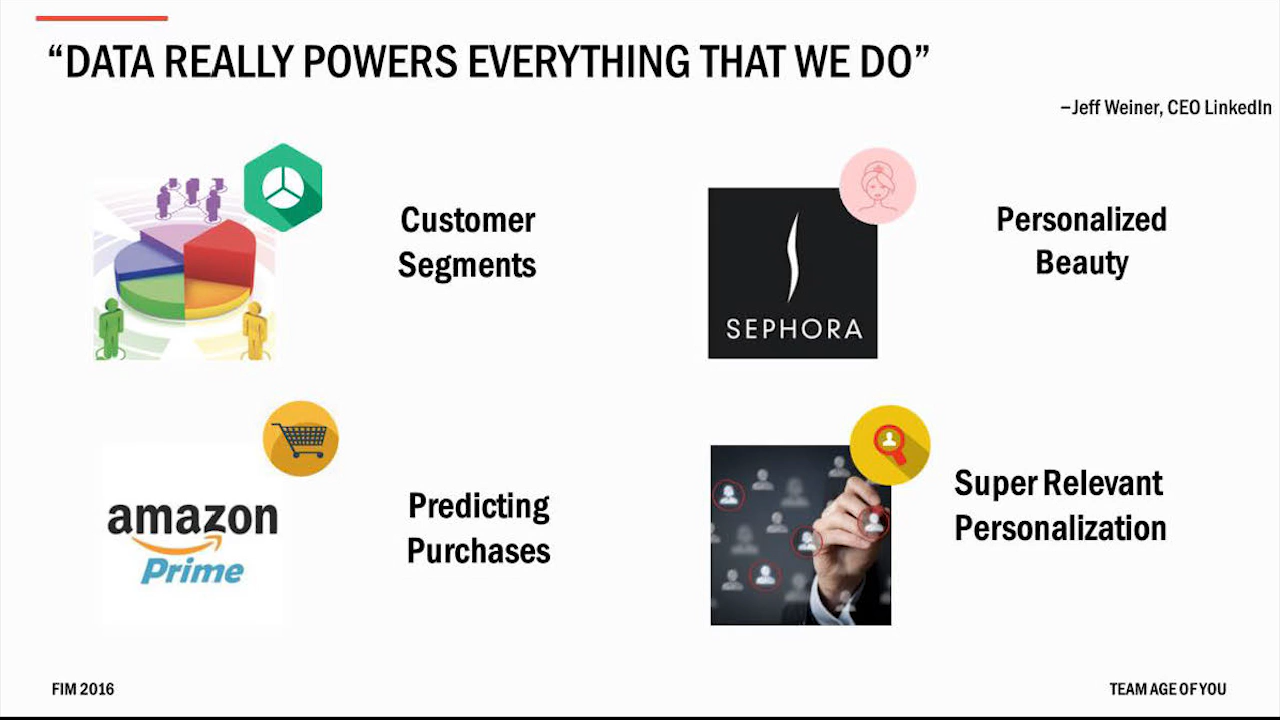 “DATA REALLY POWERS EVERYTHING THAT WE DO”
–Jeff Weiner, CEO LinkedIn
Customer
Segments
SEPHORA
Personalized
Beauty
amazon
Prime
Predicting
Purchases
Super Relevant
Personalization
FIM 2016
TEAM AGE OF YOU